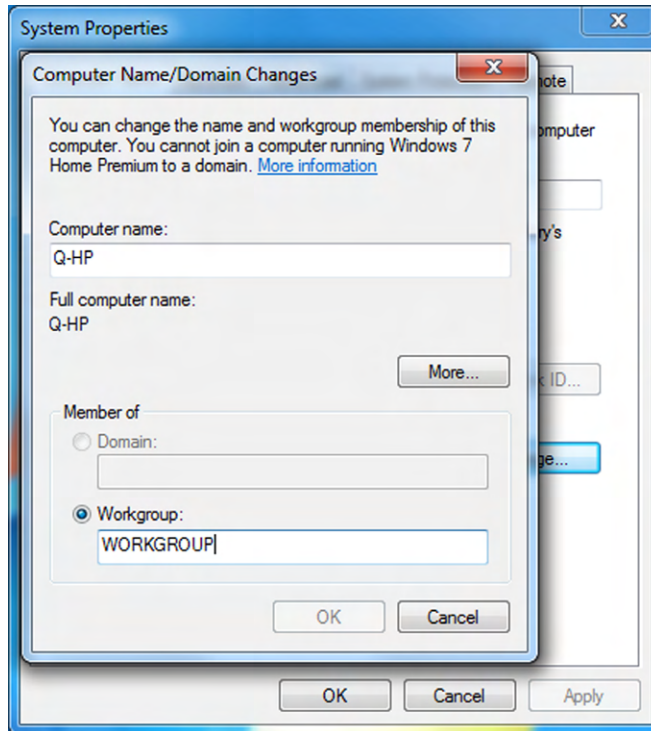 System Properties
Computer Name/Domain Changes
You can change the name and workgroup membership of this
computer. You cannot join a computer running Windows 7
Home Premium to a domain. More information
Computer name:
Q-HP
Full computer name:
Q-HP
More...
Member of
Domain:
Workgroup:
WORKGROUP
OK
Cancel
OK
Cancel
Apply